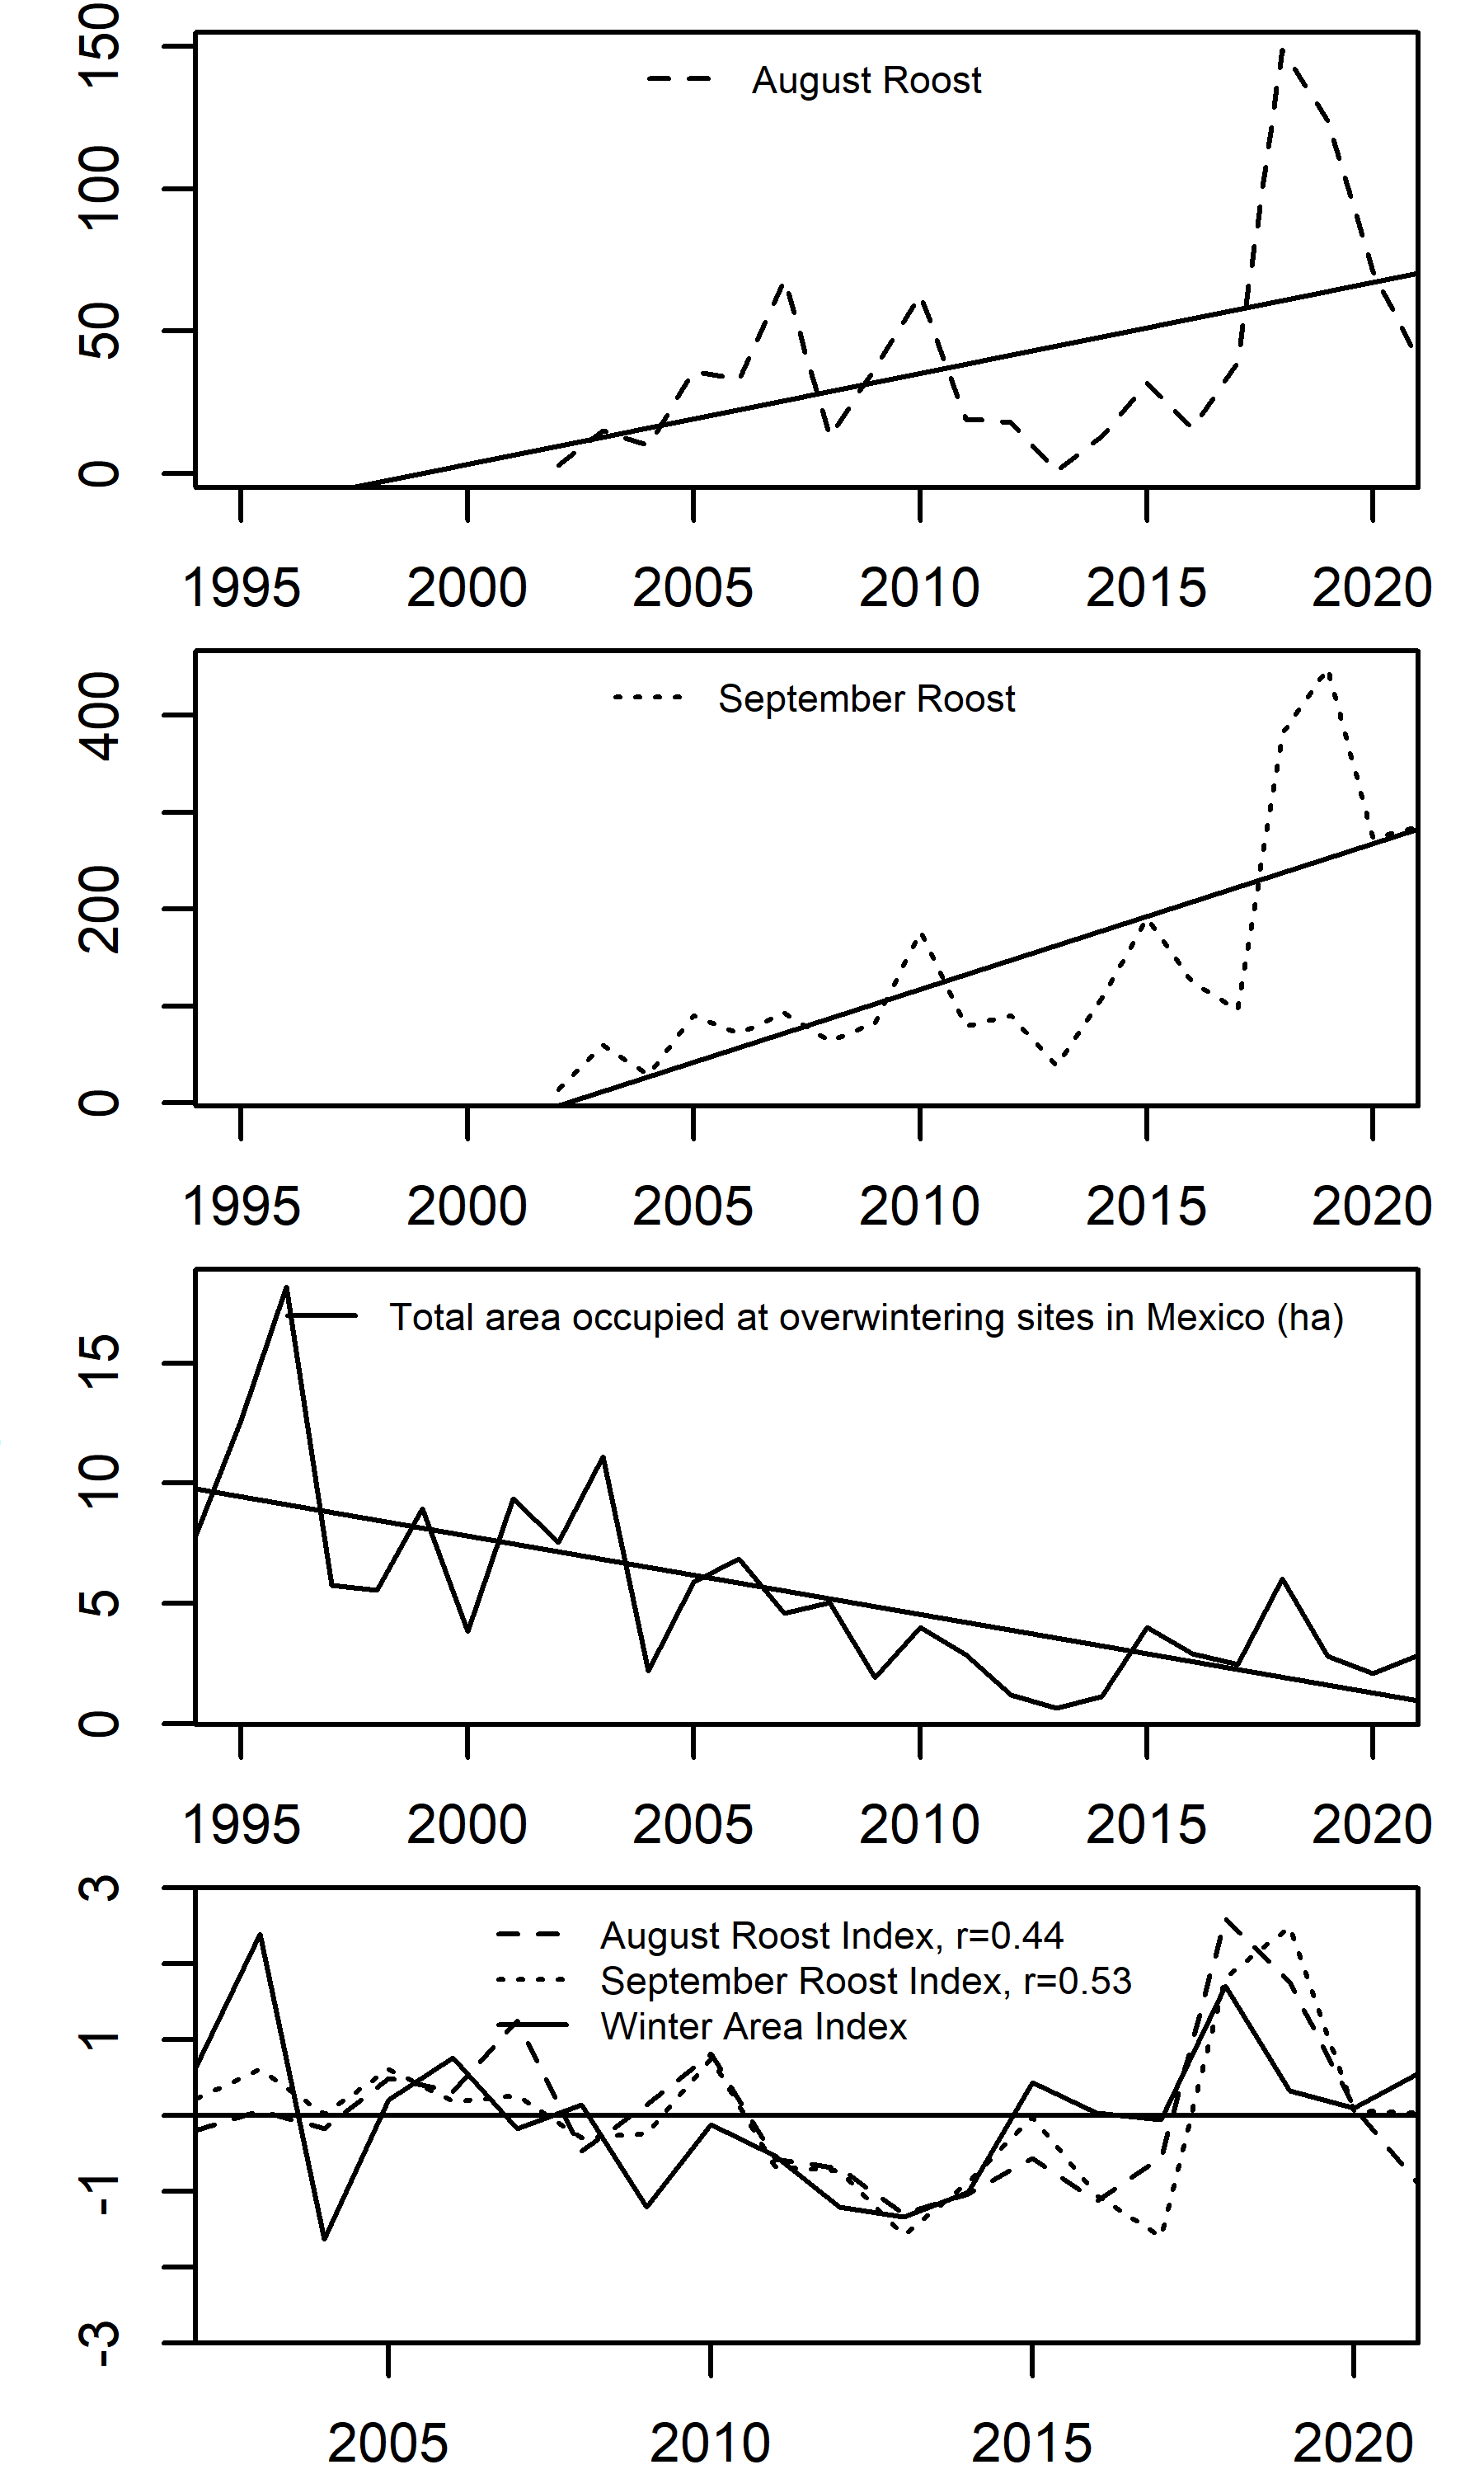 150
100
50
0
August Roost
1995 2000 2005 2010 2015 2020
400
200
0
September Roost
1995 2000 2005 2010 2015 2020
15
10
5
0
Total area occupied at overwintering sites in Mexico (ha)
1995 2000 2005 2010 2015 2020
3
1
-1
-3
August Roost Index, r=0.44
September Roost Index, r=0.53
Winter Area Index
2005 2010 2015 2020